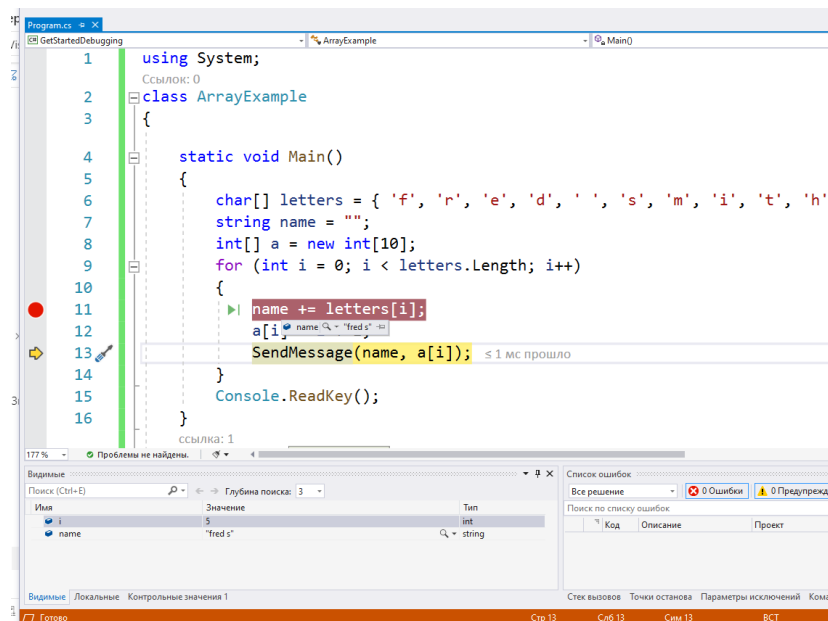 Program.cs
GetStartedDebugging ArrayExample Main()
1 using System;
Ссылок: 0
2 class ArrayExample
3 {
4 static void Main()
5 {
6 char[] letters = { 'f', 'r', 'e', 'd', ' ', 's', 'm', 'i', 't', 'h'
7 string name = "";
8 int[] a = new int[10];
9 for (int i = 0; i < letters.Length; i++)
10 {
11 name += letters[i];
name "fred s"
12 a[i]
13 SendMessage(name, a[i]); ≤ 1 мс прошло
14 }
15 Console.ReadKey();
16 }
ссылка: 1
177 % Проблемы не найдены.
Видимые
Поиск (Ctrl+E) Глубина поиска: 3
Имя Значение Тип
i 5 int
name "fred s" string
Видимые Локальные Контрольные значения 1
Список ошибок
Все решение 0 Ошибки 0 Предупрежд
Поиск по списку ошибок
Код Описание Проект
Стек вызовов Точки останова Параметры исключений Кома
Готово Стр 13 Слб 13 Сим 13 ВСТ